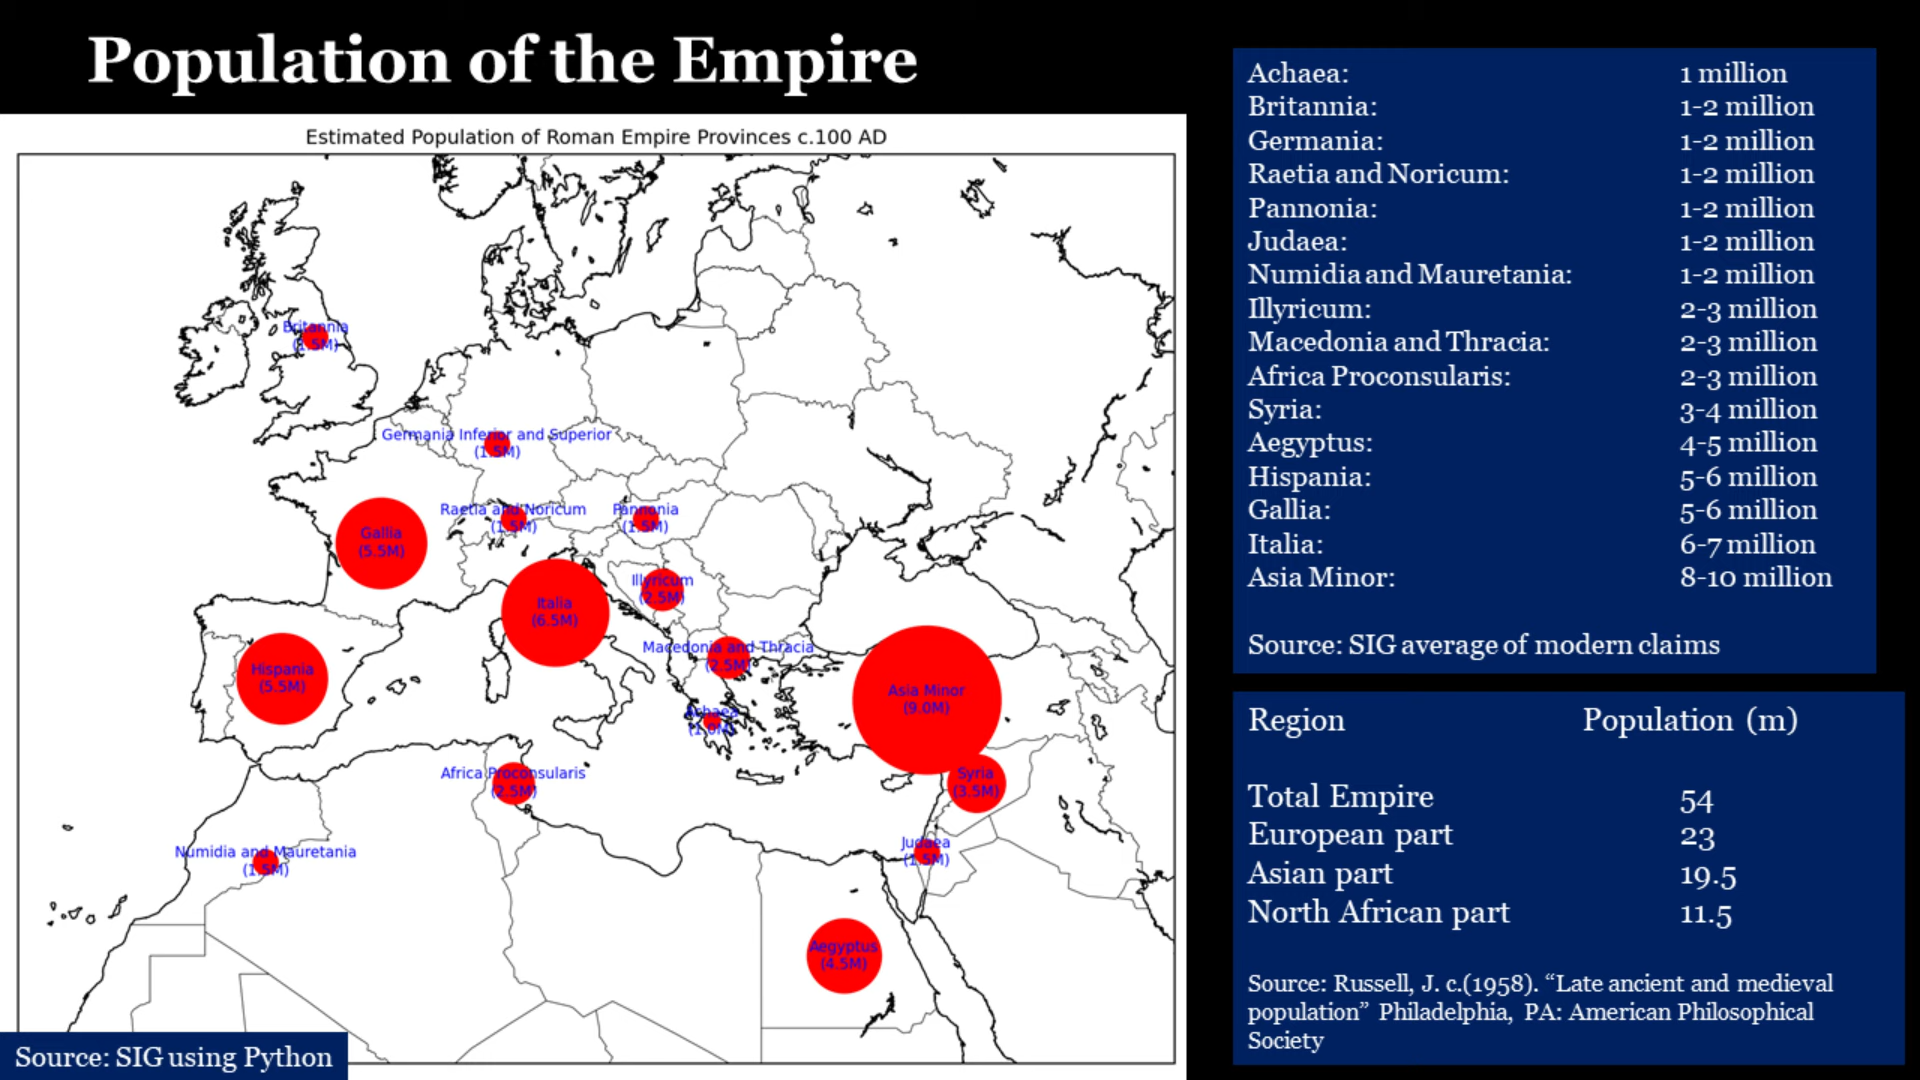 Population of the Empire
Estimated Population of Roman Empire Provinces c.100 AD
Britannia
(1.5M)
Germania Inferior and Superior
(1.5M)
Raetia and Noricum
(1.5M)
Pannonia
(1.5M)
Gallia
(5.5M)
Italia
(6.5M)
Illyricum
(2.5M)
Hispania
(5.5M)
Macedonia and Thracia
(2.5M)
Achaea
(1.0M)
Asia Minor
(9.0M)
Africa Proconsularis
(2.5M)
Syria
(3.5M)
Judaea
(1.5M)
Numidia and Mauretania
(1.5M)
Aegyptus
(4.5M)
Source: SIG using Python
Achaea: 1 million
Britannia: 1-2 million
Germania: 1-2 million
Raetia and Noricum: 1-2 million
Pannonia: 1-2 million
Judaea: 1-2 million
Numidia and Mauretania: 1-2 million
Illyricum: 2-3 million
Macedonia and Thracia: 2-3 million
Africa Proconsularis: 2-3 million
Syria: 3-4 million
Aegyptus: 4-5 million
Hispania: 5-6 million
Gallia: 5-6 million
Italia: 6-7 million
Asia Minor: 8-10 million
Source: SIG average of modern claims
Region Population (m)
Total Empire 54
European part 23
Asian part 19.5
North African part 11.5
Source: Russell, J. c.(1958). “Late ancient and medieval
population” Philadelphia, PA: American Philosophical
Society